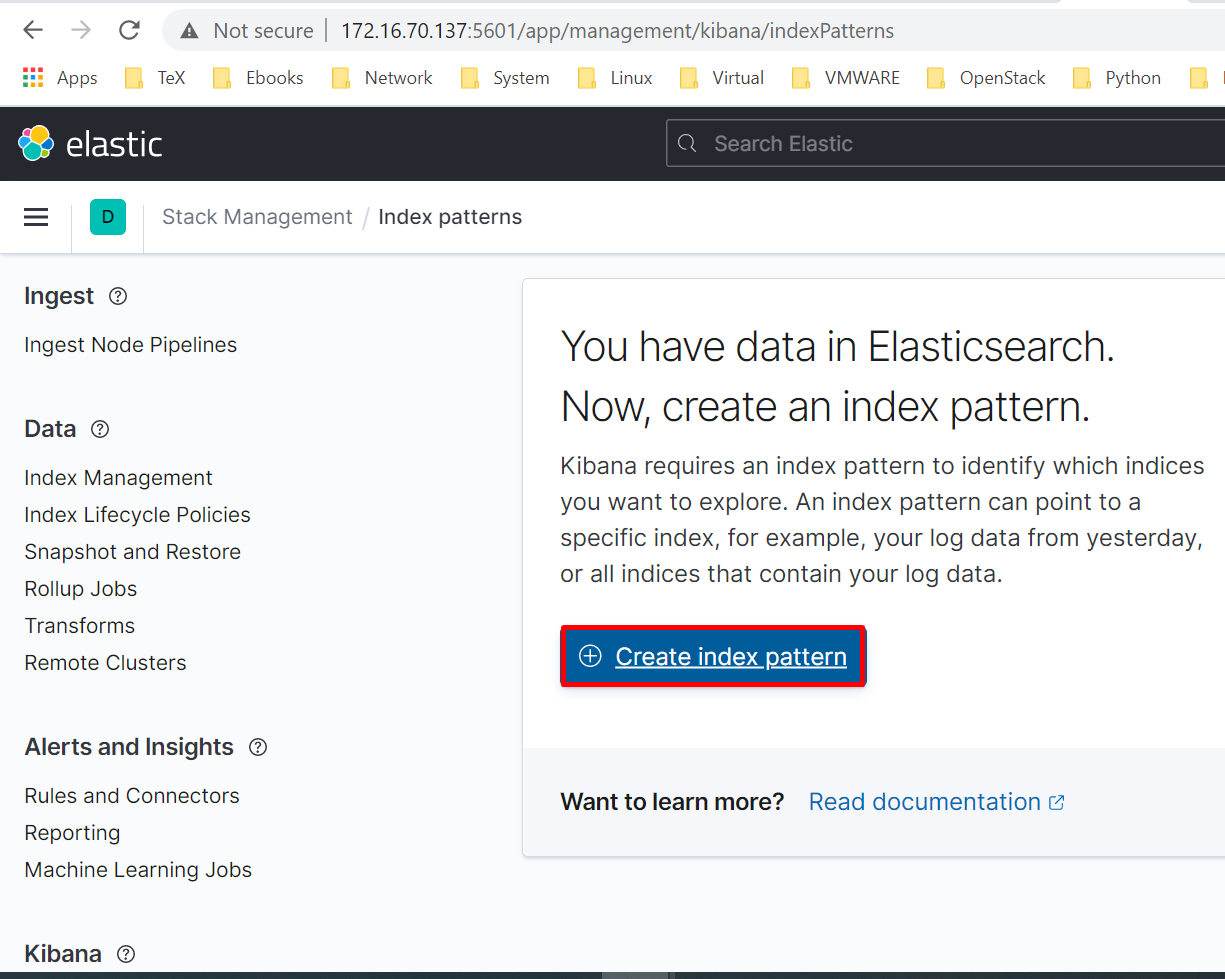 Not secure 172.16.70.137:5601/app/management/kibana/indexPatterns
Apps TeX Ebooks Network System Linux Virtual VMWARE OpenStack Python
elastic Search Elastic
D Stack Management / Index patterns
Ingest
Ingest Node Pipelines
Data
Index Management
Index Lifecycle Policies
Snapshot and Restore
Rollup Jobs
Transforms
Remote Clusters
Alerts and Insights
Rules and Connectors
Reporting
Machine Learning Jobs
Kibana
You have data in Elasticsearch.
Now, create an index pattern.
Kibana requires an index pattern to identify which indices
you want to explore. An index pattern can point to a
specific index, for example, your log data from yesterday,
or all indices that contain your log data.
Create index pattern
Want to learn more? Read documentation